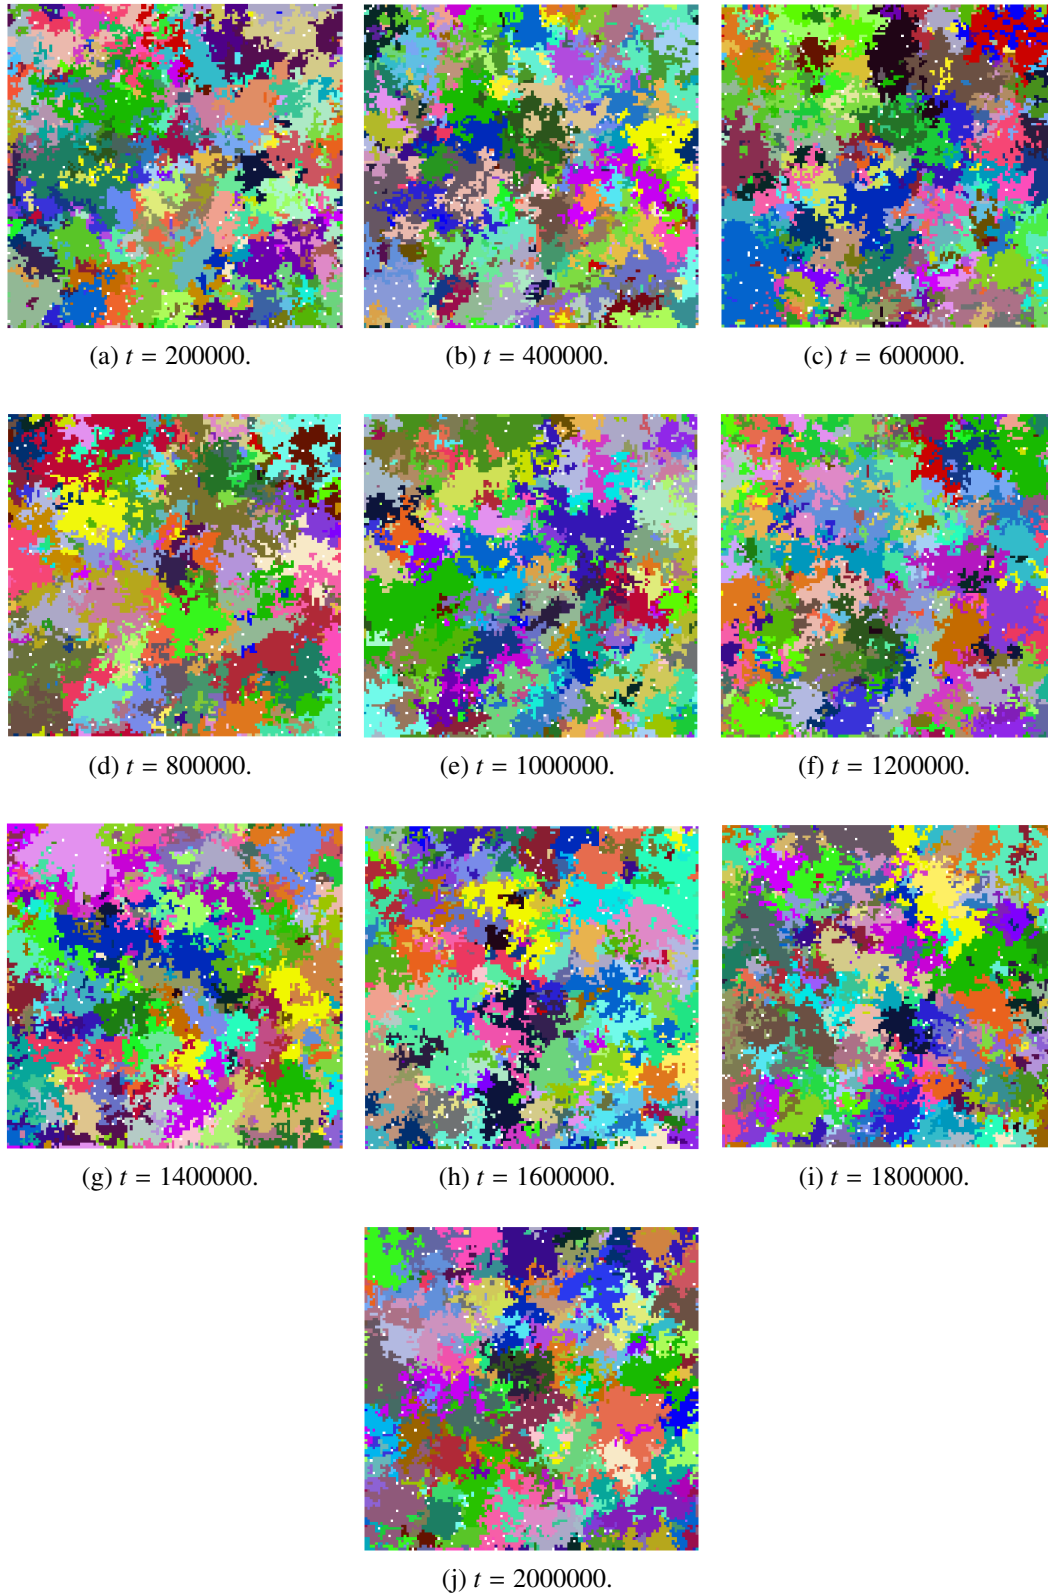 (a) t = 200000.
(b) t = 400000.
(c) t = 600000.
(d) t = 800000.
(e) t = 1000000.
(f) t = 1200000.
(g) t = 1400000.
(h) t = 1600000.
(i) t = 1800000.
(j) t = 2000000.